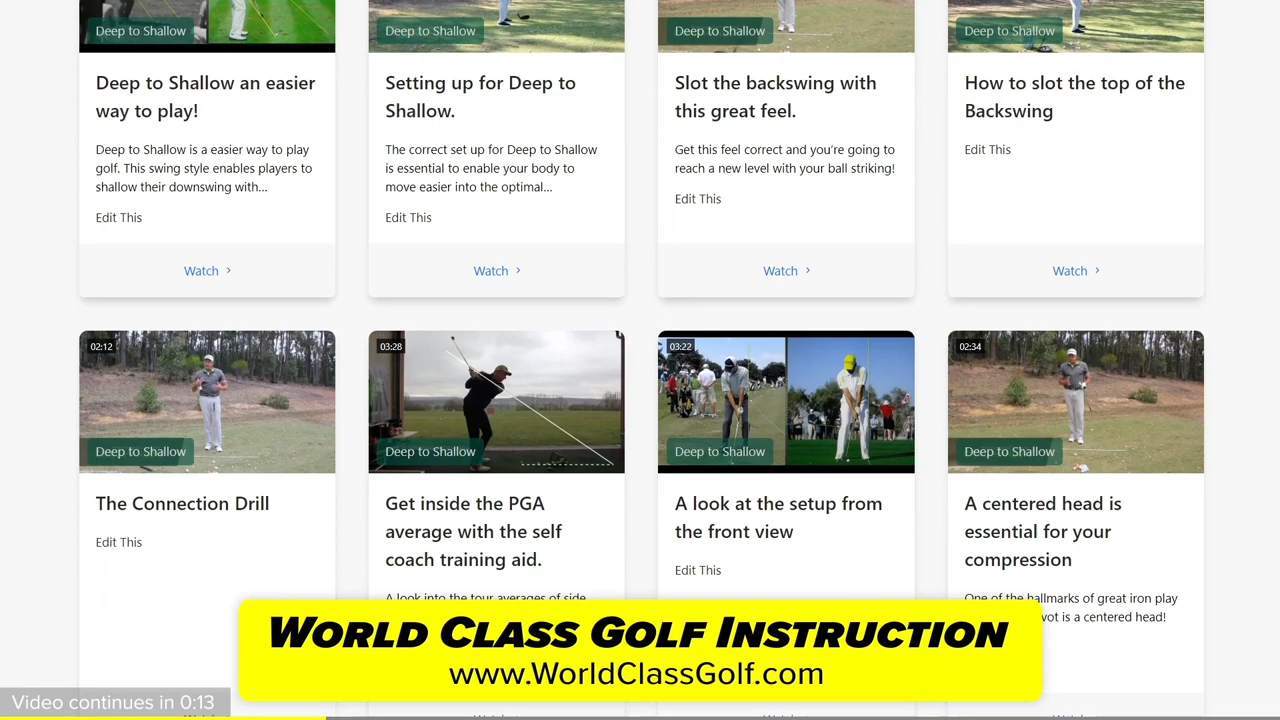 Deep to Shallow
Deep to Shallow
Deep to Shallow
Deep to Shallow
Deep to Shallow an easier
way to play!
Deep to Shallow is a easier way to play
golf. This swing style enables players to
shallow their downswing with...
Edit This
Watch ›
Setting up for Deep to
Shallow.
The correct set up for Deep to Shallow
is essential to enable your body to
move easier into the optimal...
Edit This
Watch ›
Slot the backswing with
this great feel.
Get this feel correct and you're going to
reach a new level with your ball striking!
Edit This
Watch ›
How to slot the top of the
Backswing
Edit This
Watch ›
02:12
Deep to Shallow
The Connection Drill
Edit This
03:28
Deep to Shallow
Get inside the PGA
average with the self
coach training aid.
A look into the tour averages of side
03:22
Deep to Shallow
A look at the setup from
the front view
Edit This
02:34
Deep to Shallow
A centered head is
essential for your
compression
One of the hallmarks of great iron play
is a centered head!
World Class Golf Instruction
www.WorldClassGolf.com
Video continues in 0:13